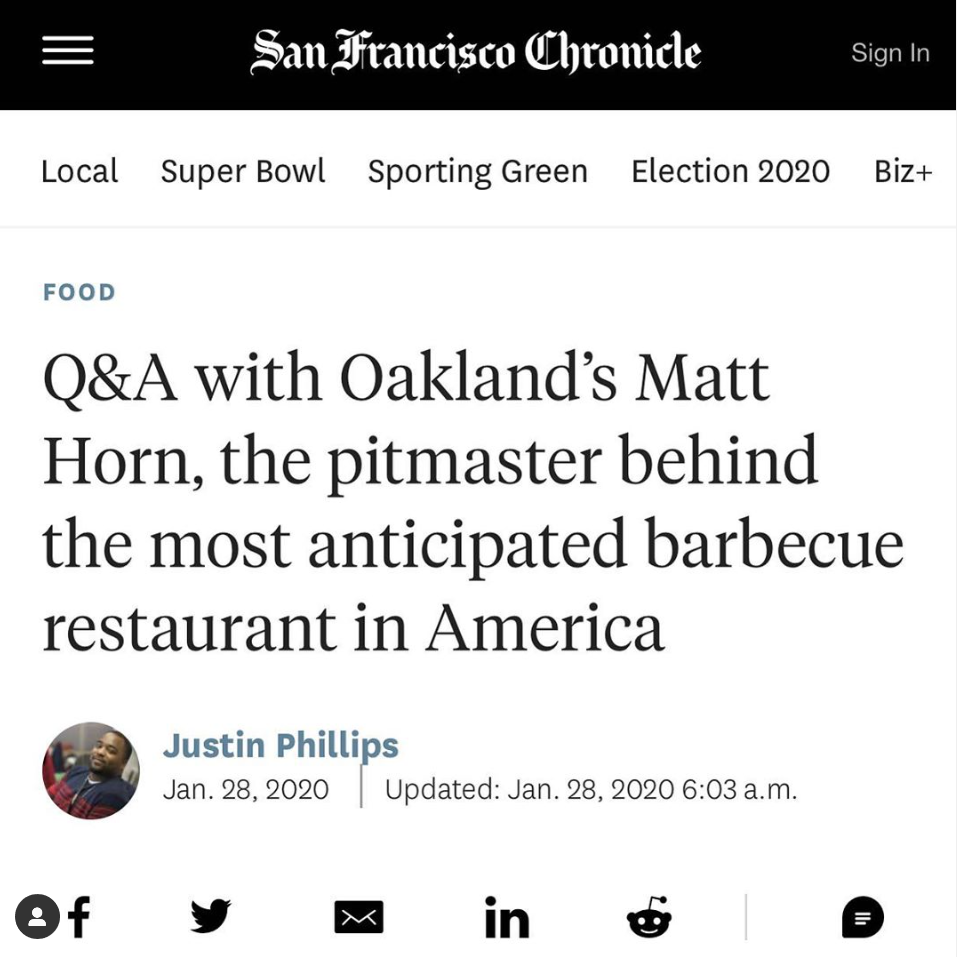 San Francisco Chronicle
Sign In
Local Super Bowl Sporting Green Election 2020 Biz+
FOOD
Q&A with Oakland’s Matt
Horn, the pitmaster behind
the most anticipated barbecue
restaurant in America
Justin Phillips
Jan. 28, 2020 | Updated: Jan. 28, 2020 6:03 a.m.